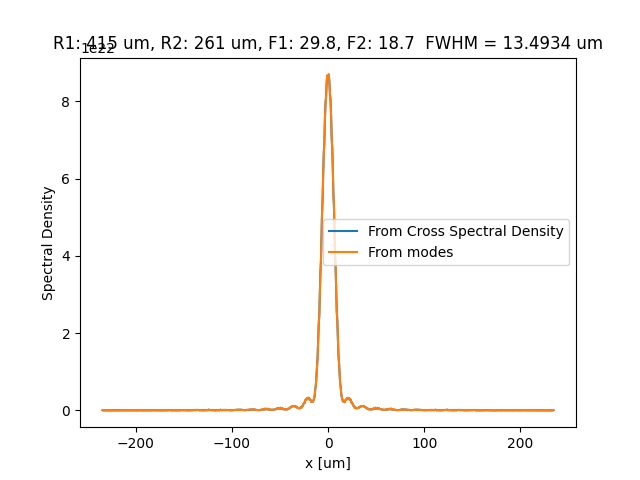 R1: 415 um, R2: 261 um, F1: 29.8, F2: 18.7  FWHM = 13.4934 um
1e22
8
6
4
2
0
Spectral Density
From Cross Spectral Density
From modes
−200
−100
0
100
200
x [um]